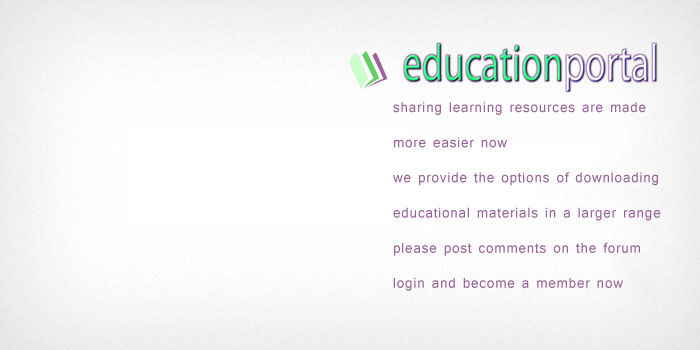 educationportal
sharing learning resources are made
more easier now
we provide the options of downloading
educational materials in a larger range
please post comments on the forum
login and become a member now